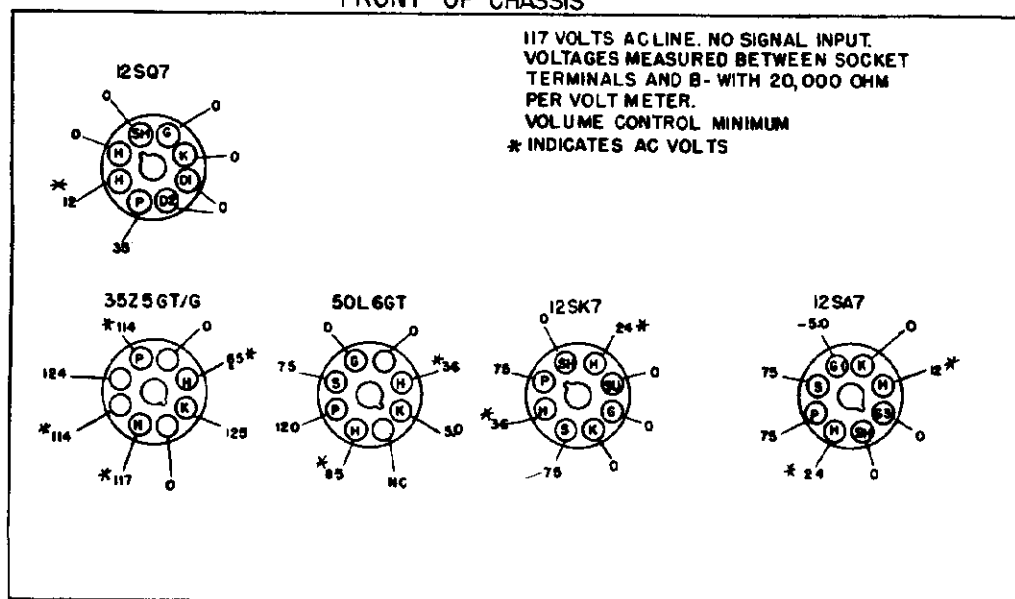 FRONT OF CHASSIS
117 VOLTS AC LINE. NO SIGNAL INPUT.
VOLTAGES MEASURED BETWEEN SOCKET
TERMINALS AND B- WITH 20,000 OHM
PER VOLT METER.
VOLUME CONTROL MINIMUM
* INDICATES AC VOLTS
12SQ7
0 0
0 SH G
H K 0
* 12 H D1
P D2 0
35
35Z5GT/G
*114 0
P
124 H 85*
*114 K
H 125
*117 0
50L6GT
0 0
G
75 S H *36
120 P K
H 5.0
*85 NC
12SK7
0 24*
SH H
75 P SU 0
*36 H G
S K 0
75 0
12SA7
-5.0 0
G1 K
75 S H 12*
P G3
75 H SH 0
*24 0